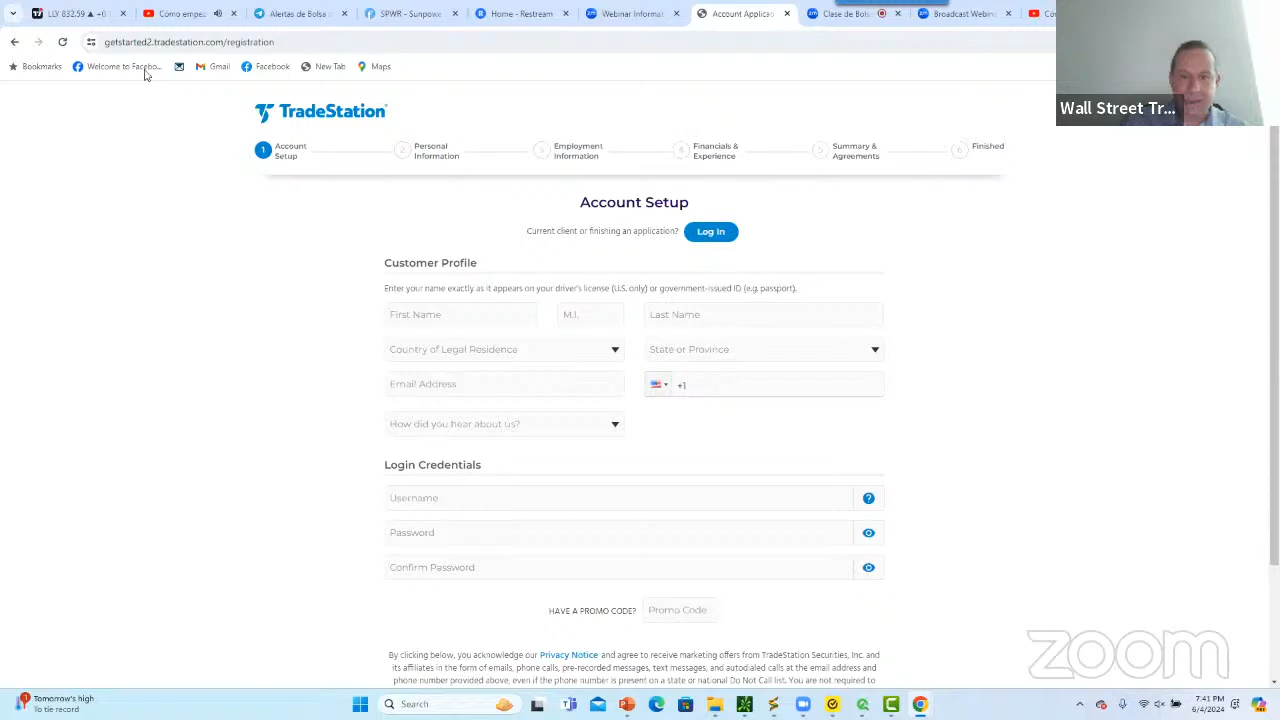 LLY 832.59 ▲ +0.51
Cómo romper
Telegram Web
Detalles de Bols
SPWR - Sunpowe
Home - Restream
Webinar Informat
Account Applica
Clase de Bo
Broadcast Webin
getstarted2.tradestation.com/registration
Bookmarks
Welcome to Facebo...
Gmail
Facebook
New Tab
Maps
Wall Street Tr...
TradeStation
1 Account Setup
2 Personal Information
3 Employment Information
4 Financials & Experience
5 Summary & Agreements
6 Finished
Account Setup
Current client or finishing an application? Log In
Customer Profile
Enter your name exactly as it appears on your driver's license (U.S. only) or government-issued ID (e.g. passport).
First Name M.I. Last Name
Country of Legal Residence State or Province
Email Address +1
How did you hear about us?
Login Credentials
Username
Password
Confirm Password
HAVE A PROMO CODE? Promo Code
By clicking below, you acknowledge our Privacy Notice and agree to receive marketing offers from TradeStation Securities, Inc. and
its affiliates in the form of emails, phone calls, pre-recorded messages, text messages, and autodialed calls at the email address and
phone number provided above, even if the phone number is present on a state or national Do Not Call list. You are not required to
zoom
1
Tomorrow's high
To tie record
Search
7:41 PM
6/4/2024